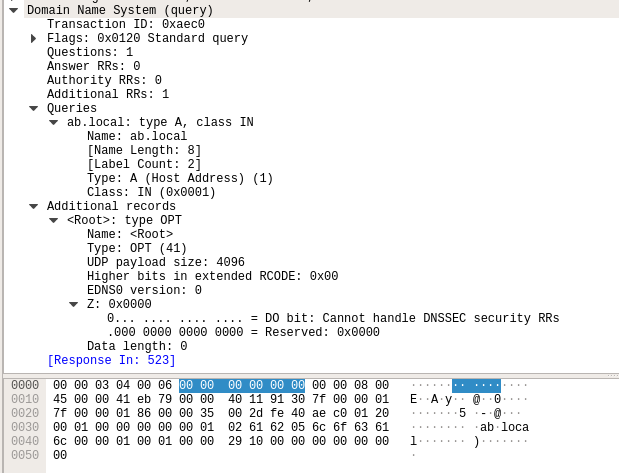 Domain Name System (query)
Transaction ID: 0xaec0
Flags: 0x0120 Standard query
Questions: 1
Answer RRs: 0
Authority RRs: 0
Additional RRs: 1
Queries
ab.local: type A, class IN
Name: ab.local
[Name Length: 8]
[Label Count: 2]
Type: A (Host Address) (1)
Class: IN (0x0001)
Additional records
<Root>: type OPT
Name: <Root>
Type: OPT (41)
UDP payload size: 4096
Higher bits in extended RCODE: 0x00
EDNS0 version: 0
Z: 0x0000
0... .... .... .... = DO bit: Cannot handle DNSSEC security RRs
.000 0000 0000 0000 = Reserved: 0x0000
Data length: 0
[Response In: 523]
0000 00 00 03 04 00 06 00 00 00 00 00 00 00 00 08 00 ········ ········
0010 45 00 00 41 eb 79 00 00 40 11 91 30 7f 00 00 01 E··A·y·· @··0····
0020 7f 00 00 01 86 00 00 35 00 2d fe 40 ae c0 01 20 ·······5 ·-·@··· 
0030 00 01 00 00 00 00 00 01 02 61 62 05 6c 6f 63 61 ········ ·ab·loca
0040 6c 00 00 01 00 01 00 00 29 10 00 00 00 00 00 00 l······· )·······
0050 00 ·